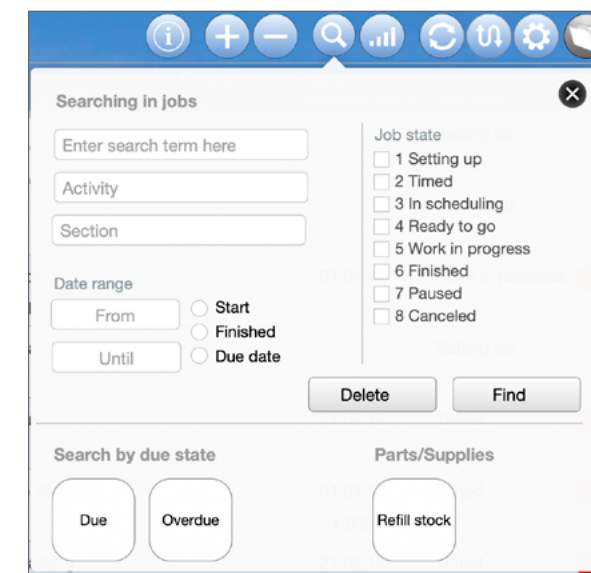 Searching in jobs
Enter search term here
Activity
Section
Date range
From
Until
Start
Finished
Due date
Job state
1 Setting up
2 Timed
3 In scheduling
4 Ready to go
5 Work in progress
6 Finished
7 Paused
8 Canceled
Delete
Find
Search by due state
Due
Overdue
Parts/Supplies
Refill stock